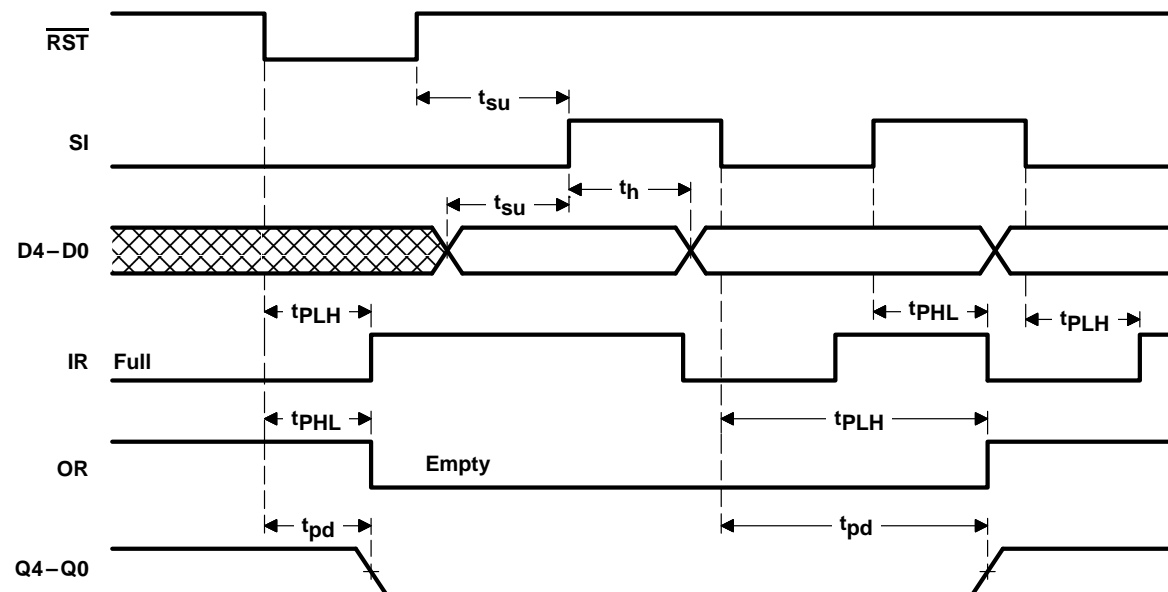 RST
tsu
SI
th
tsu
D4–D0
tPLH
tPHL
tPLH
IR
Full
tPHL
tPLH
OR
Empty
tpd
tpd
Q4–Q0